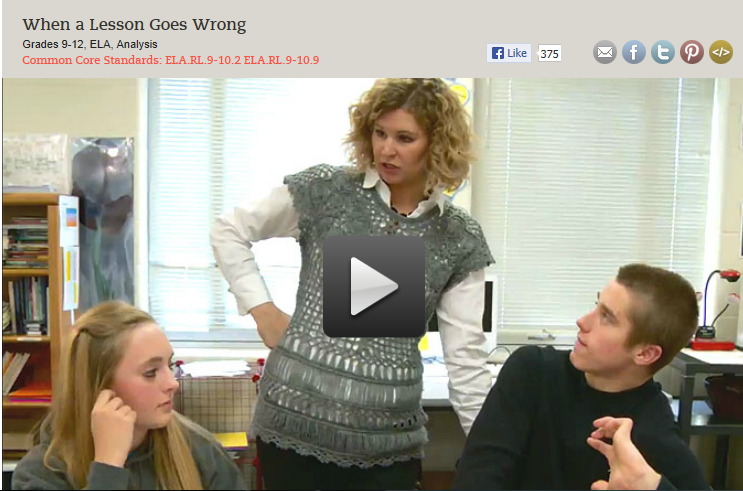 When a Lesson Goes Wrong
Grades 9-12, ELA, Analysis
Common Core Standards: ELA.RL.9-10.2 ELA.RL.9-10.9
Like 375